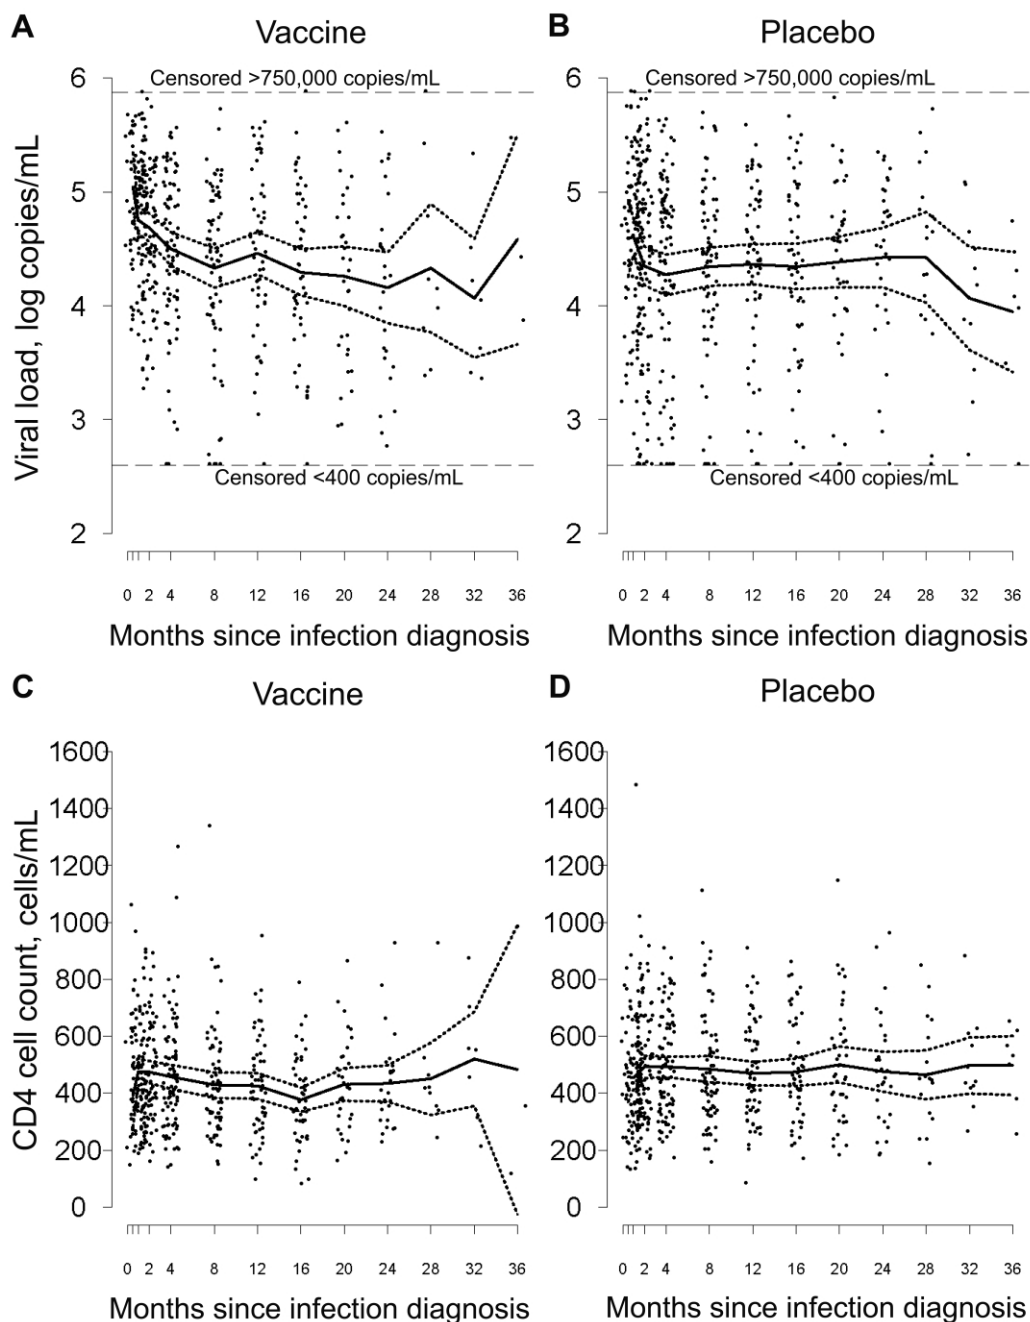 A
Vaccine
B
Placebo
Viral load, log copies/mL
6
5
4
3
2
Censored >750,000 copies/mL
Censored <400 copies/mL
0 2 4 8 12 16 20 24 28 32 36
Months since infection diagnosis
Censored >750,000 copies/mL
6
5
4
3
2
Censored <400 copies/mL
0 2 4 8 12 16 20 24 28 32 36
Months since infection diagnosis
C
Vaccine
D
Placebo
CD4 cell count, cells/mL
1600
1400
1200
1000
800
600
400
200
0
0 2 4 8 12 16 20 24 28 32 36
Months since infection diagnosis
1600
1400
1200
1000
800
600
400
200
0
0 2 4 8 12 16 20 24 28 32 36
Months since infection diagnosis